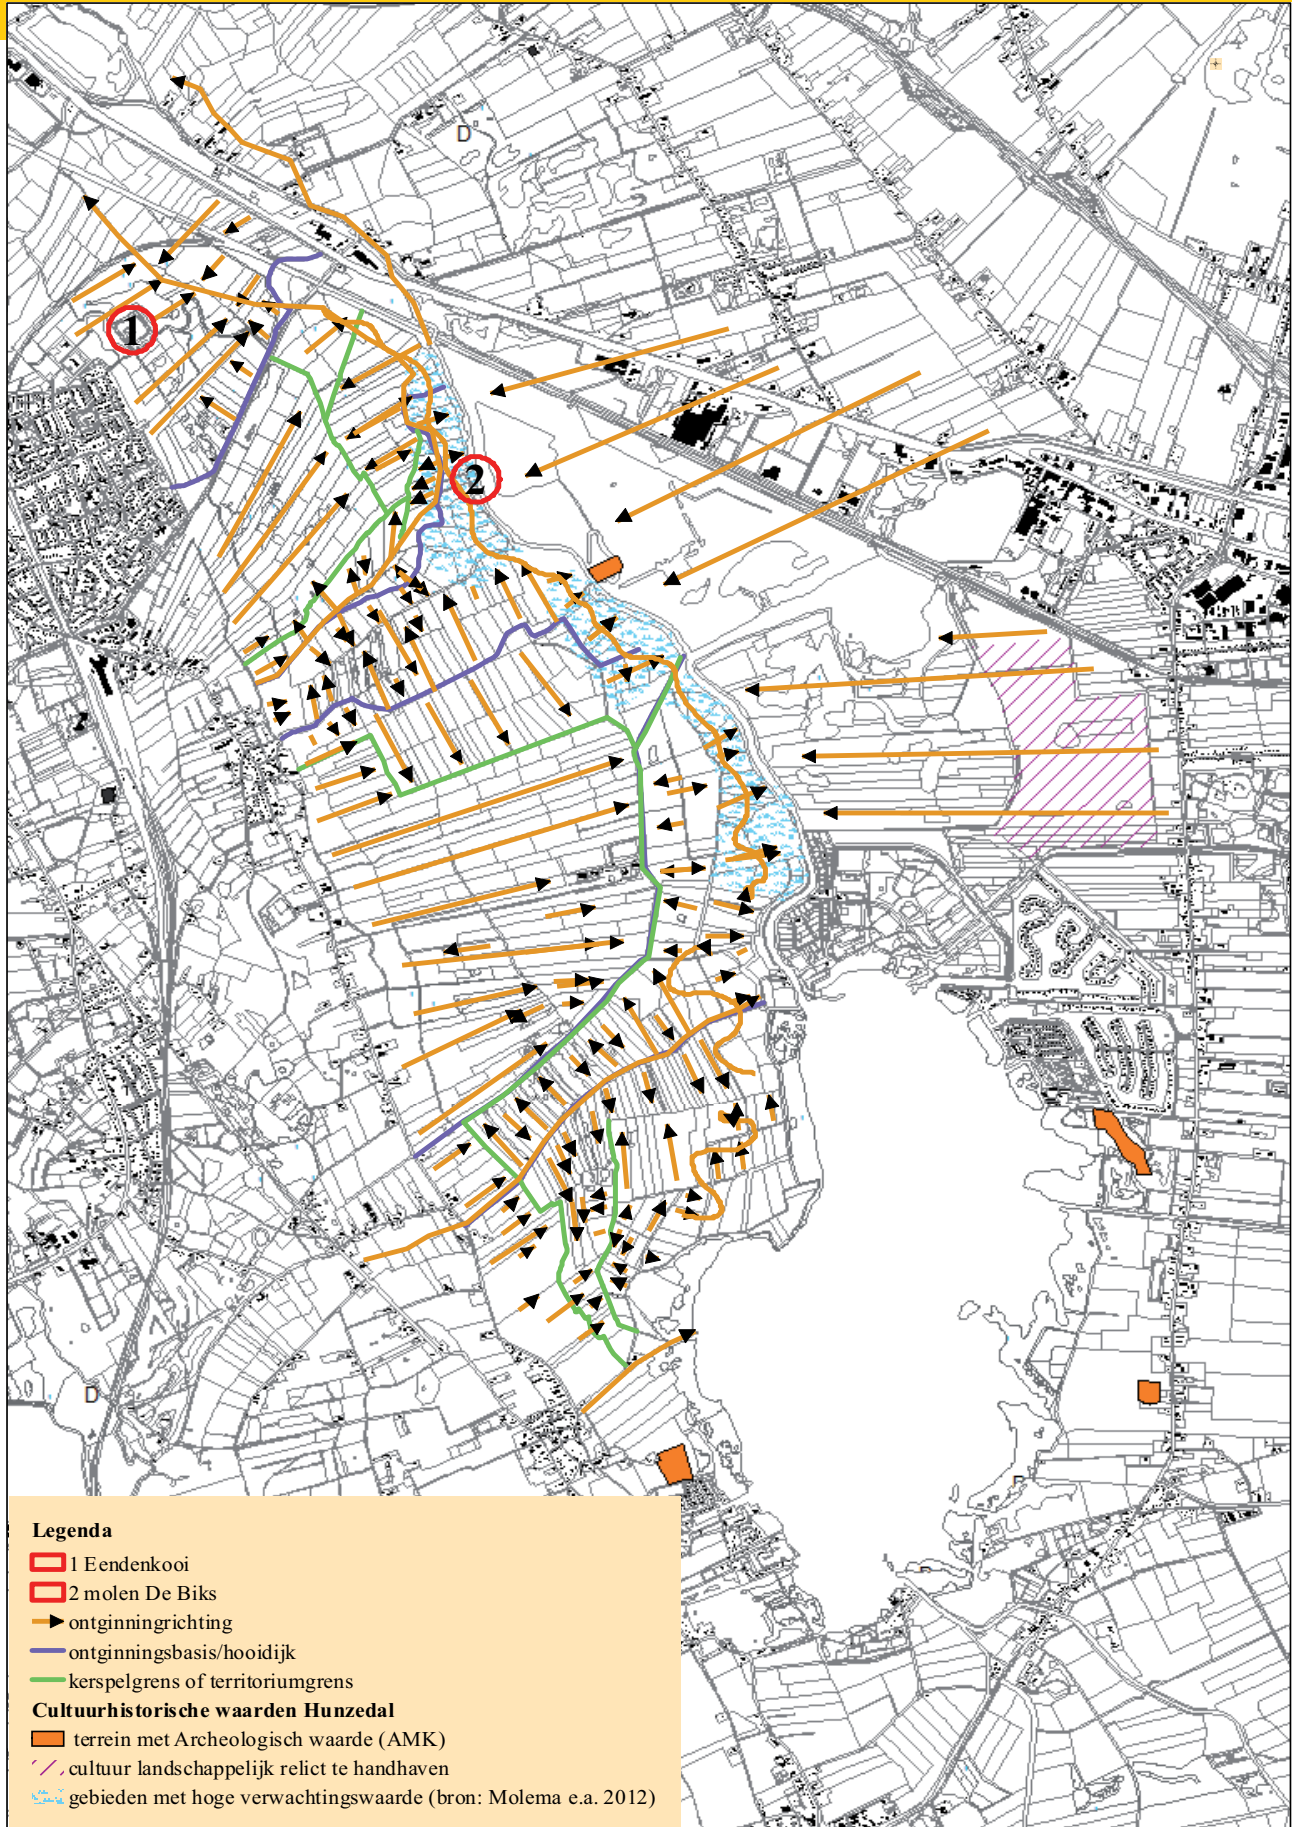 D
1
2
D
Legenda
1 Eendenkooi
2 molen De Biks
ontginningrichting
ontginningsbasis/hooidijk
kerspelgrens of territoriumgrens
Cultuurhistorische waarden Hunzedal
terrein met Archeologisch waarde (AMK)
cultuur landschappelijk relict te handhaven
gebieden met hoge verwachtingswaarde (bron: Molema e.a. 2012)